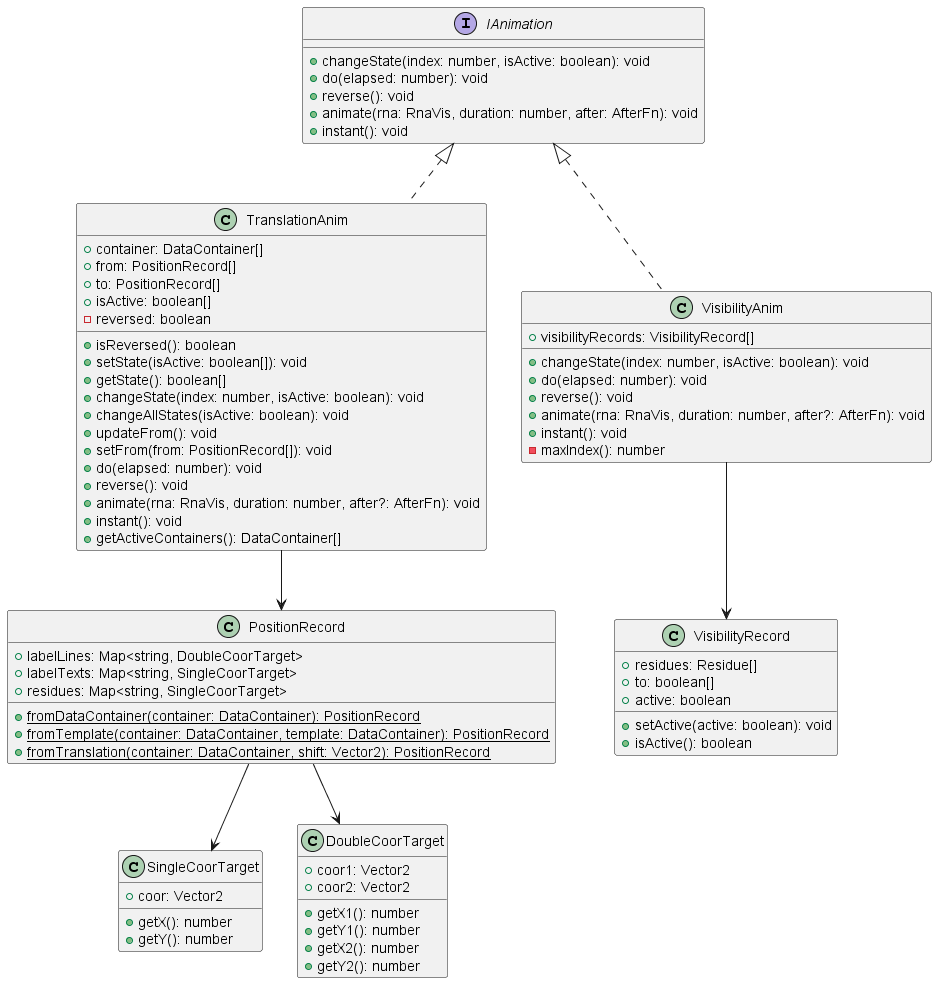 I IAnimation
changeState(index: number, isActive: boolean): void
do(elapsed: number): void
reverse(): void
animate(rna: RnaVis, duration: number, after: AfterFn): void
instant(): void
C TranslationAnim
container: DataContainer[]
from: PositionRecord[]
to: PositionRecord[]
isActive: boolean[]
reversed: boolean
isReversed(): boolean
setState(isActive: boolean[]): void
getState(): boolean[]
changeState(index: number, isActive: boolean): void
changeAllStates(isActive: boolean): void
updateFrom(): void
setFrom(from: PositionRecord[]): void
do(elapsed: number): void
reverse(): void
animate(rna: RnaVis, duration: number, after?: AfterFn): void
instant(): void
getActiveContainers(): DataContainer[]
C VisibilityAnim
visibilityRecords: VisibilityRecord[]
changeState(index: number, isActive: boolean): void
do(elapsed: number): void
reverse(): void
animate(rna: RnaVis, duration: number, after?: AfterFn): void
instant(): void
maxIndex(): number
C PositionRecord
labelLines: Map<string, DoubleCoorTarget>
labelTexts: Map<string, SingleCoorTarget>
residues: Map<string, SingleCoorTarget>
fromDataContainer(container: DataContainer): PositionRecord
fromTemplate(container: DataContainer, template: DataContainer): PositionRecord
fromTranslation(container: DataContainer, shift: Vector2): PositionRecord
C VisibilityRecord
residues: Residue[]
to: boolean[]
active: boolean
setActive(active: boolean): void
isActive(): boolean
C SingleCoorTarget
coor: Vector2
getX(): number
getY(): number
C DoubleCoorTarget
coor1: Vector2
coor2: Vector2
getX1(): number
getY1(): number
getX2(): number
getY2(): number